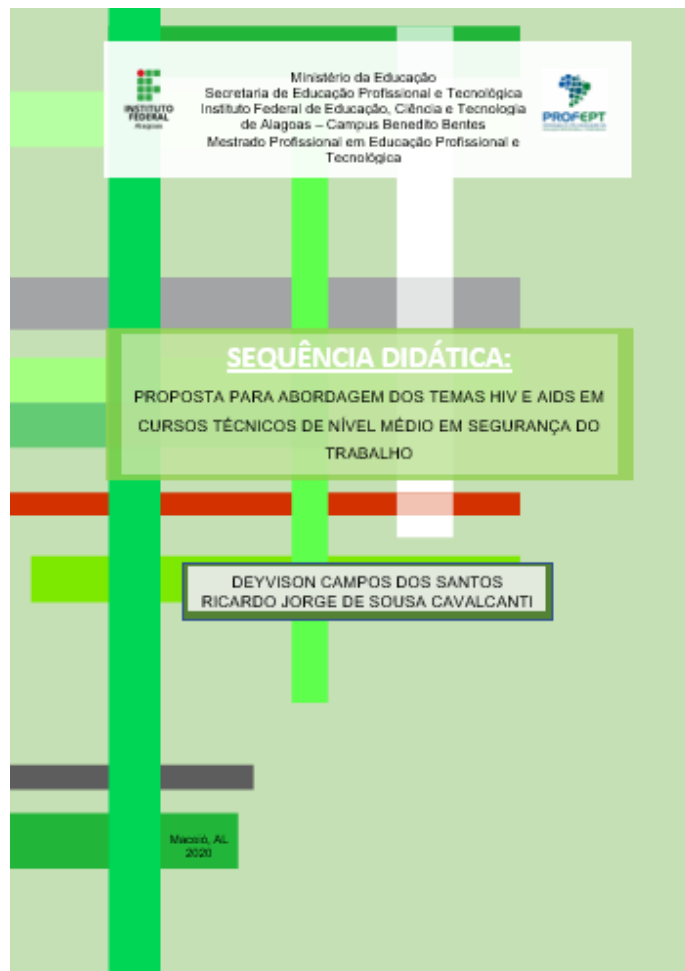 INSTITUTO
FEDERAL
Alagoas
Ministério da Educação
Secretaria de Educação Profissional e Tecnológica
Instituto Federal de Educação, Ciência e Tecnologia
de Alagoas – Campus Benedito Bentes
Mestrado Profissional em Educação Profissional e
Tecnológica
PROFEPT
SEQUÊNCIA DIDÁTICA:
PROPOSTA PARA ABORDAGEM DOS TEMAS HIV E AIDS EM
CURSOS TÉCNICOS DE NÍVEL MÉDIO EM SEGURANÇA DO
TRABALHO
DEYVISON CAMPOS DOS SANTOS
RICARDO JORGE DE SOUSA CAVALCANTI
Maceió, AL
2020